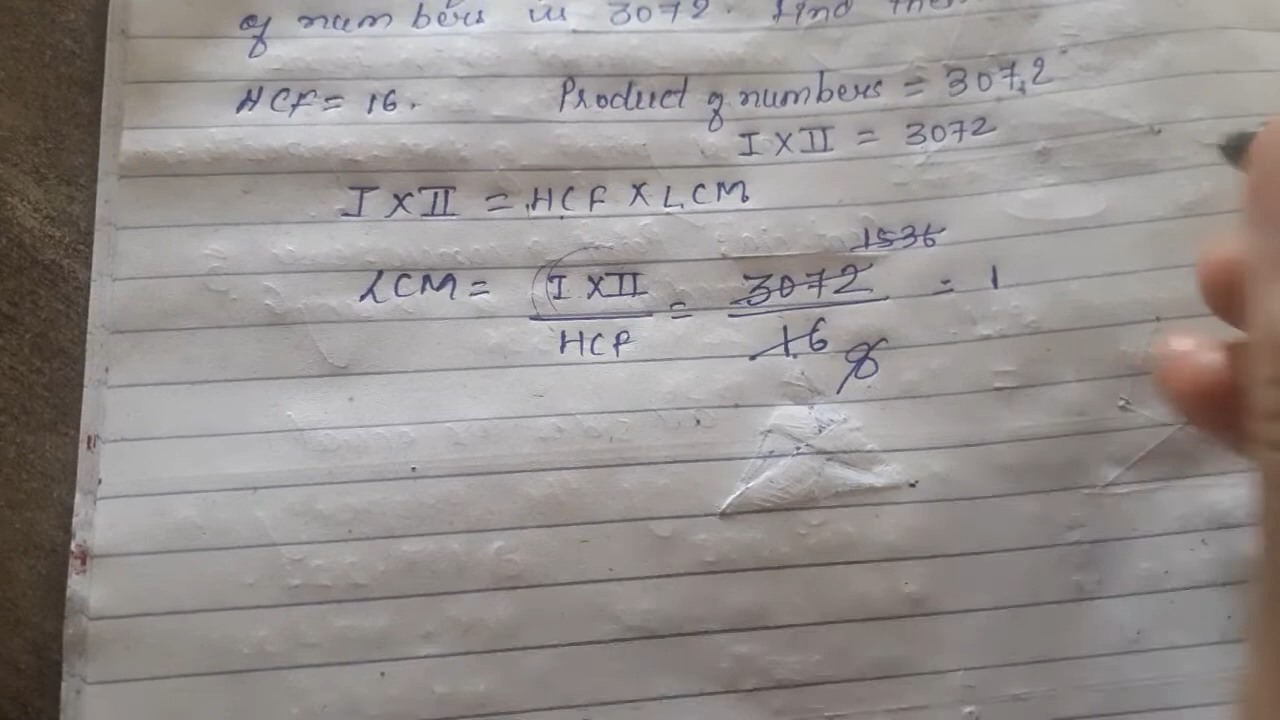 of numbers is 3072. Find their
HCF = 16. Product of numbers = 3072
I X II = 3072
I X II = HCF X LCM
1536
LCM = I X II / HCF = 3072 / 16 = 1
8